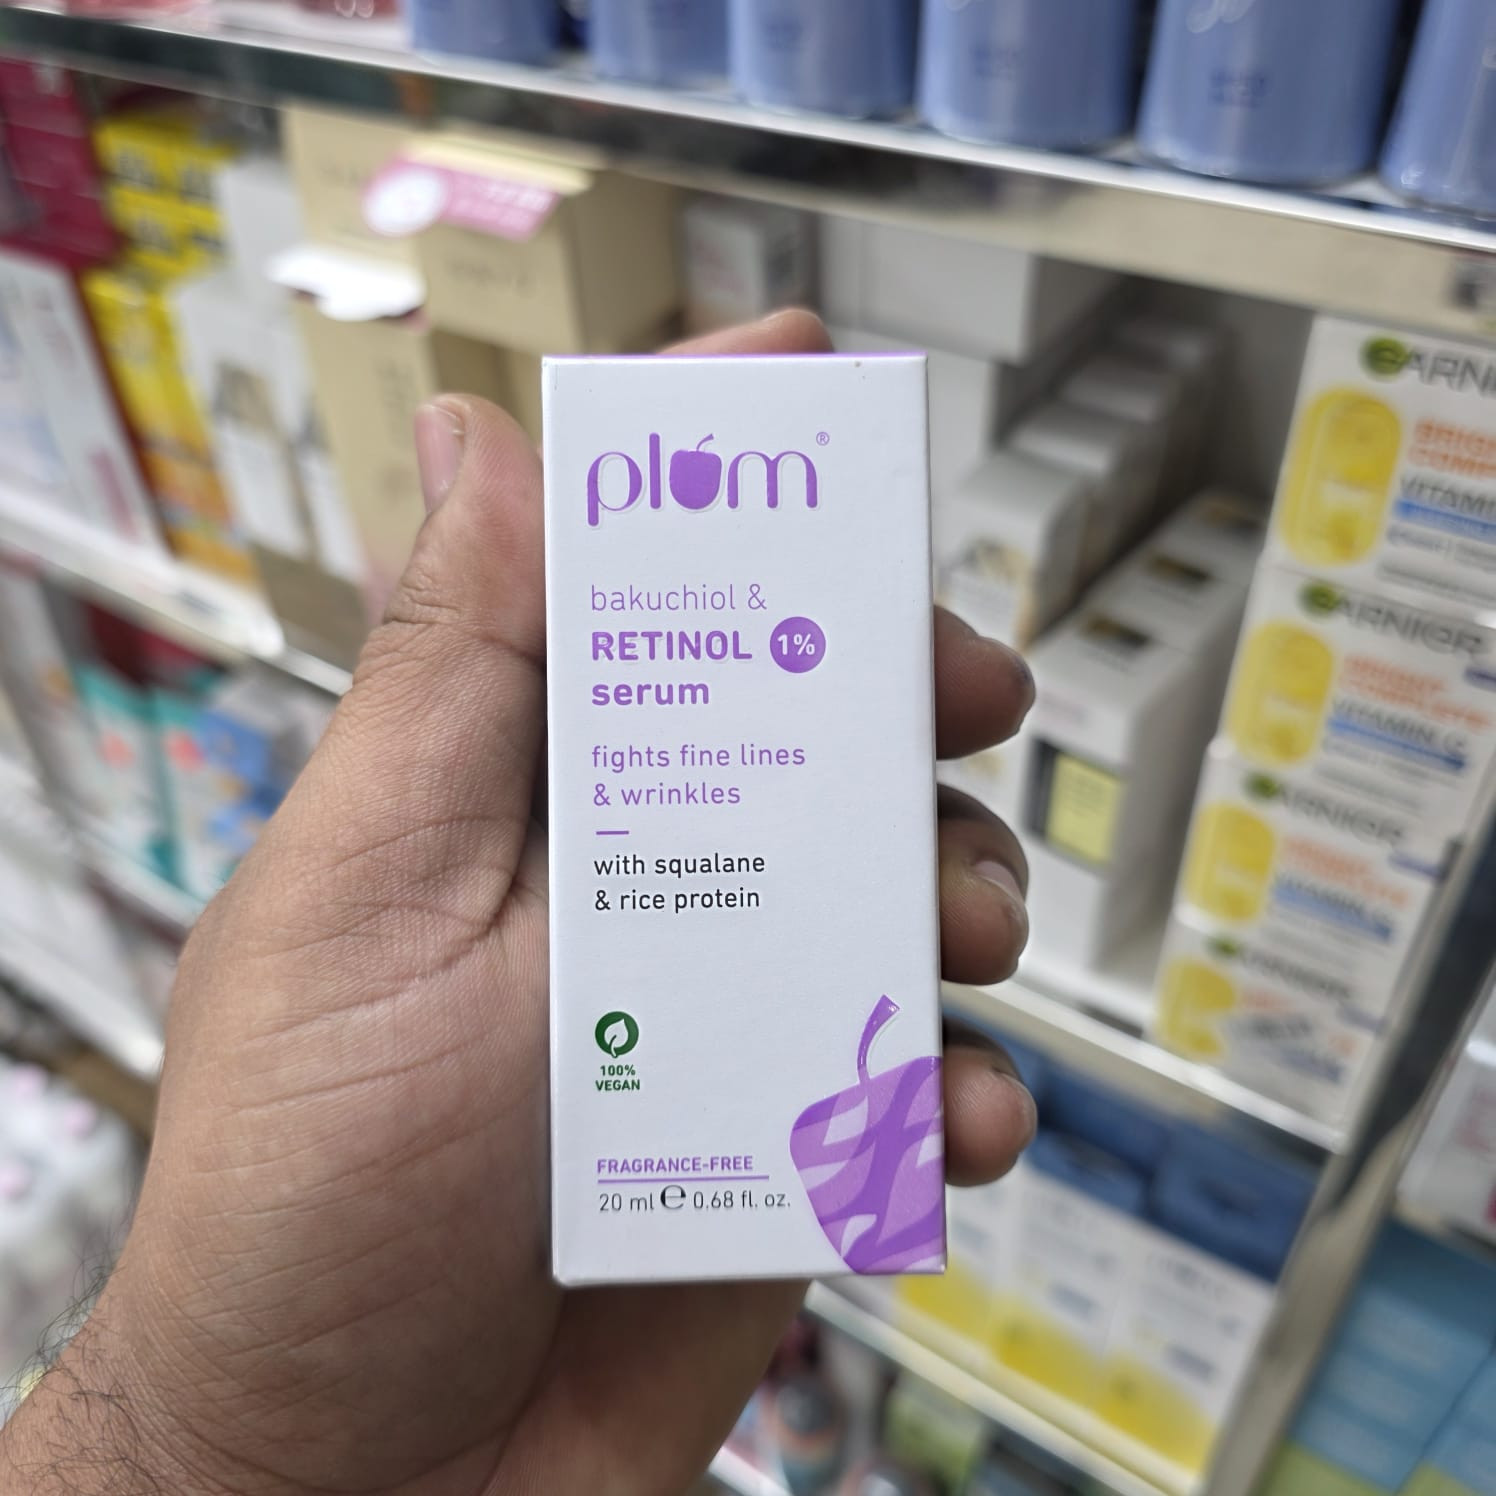 plum®
bakuchiol &
RETINOL 1%
serum
fights fine lines
& wrinkles
with squalane
& rice protein
100%
VEGAN
FRAGRANCE-FREE
20 ml ℮ 0.68 fl. oz.
GARNIER
VITAMIN C
GARNIER